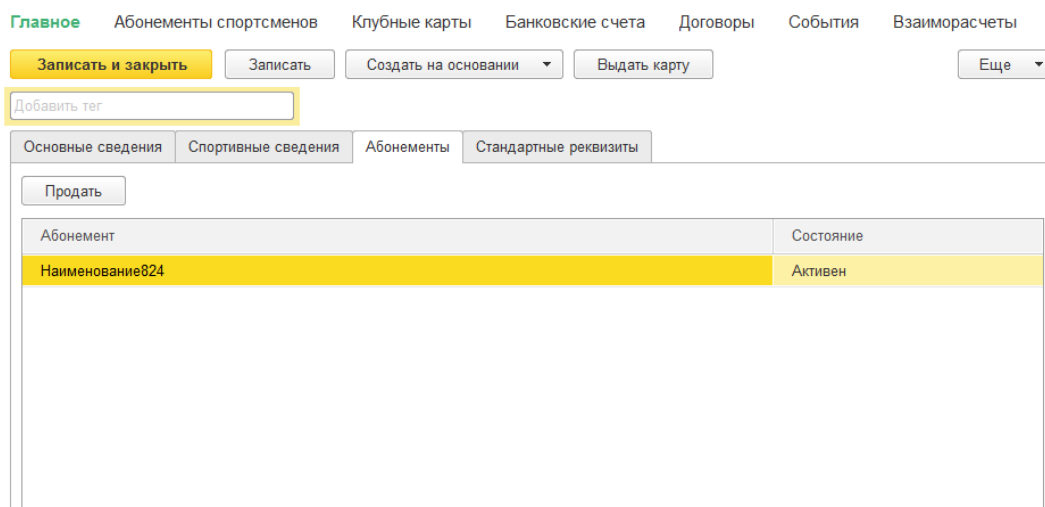 Главное Абонементы спортсменов Клубные карты Банковские счета Договоры События Взаиморасчеты
Записать и закрыть Записать Создать на основании Выдать карту Еще
Добавить тег
Основные сведения Спортивные сведения Абонементы Стандартные реквизиты
Продать
Абонемент Состояние
Наименование824 Активен